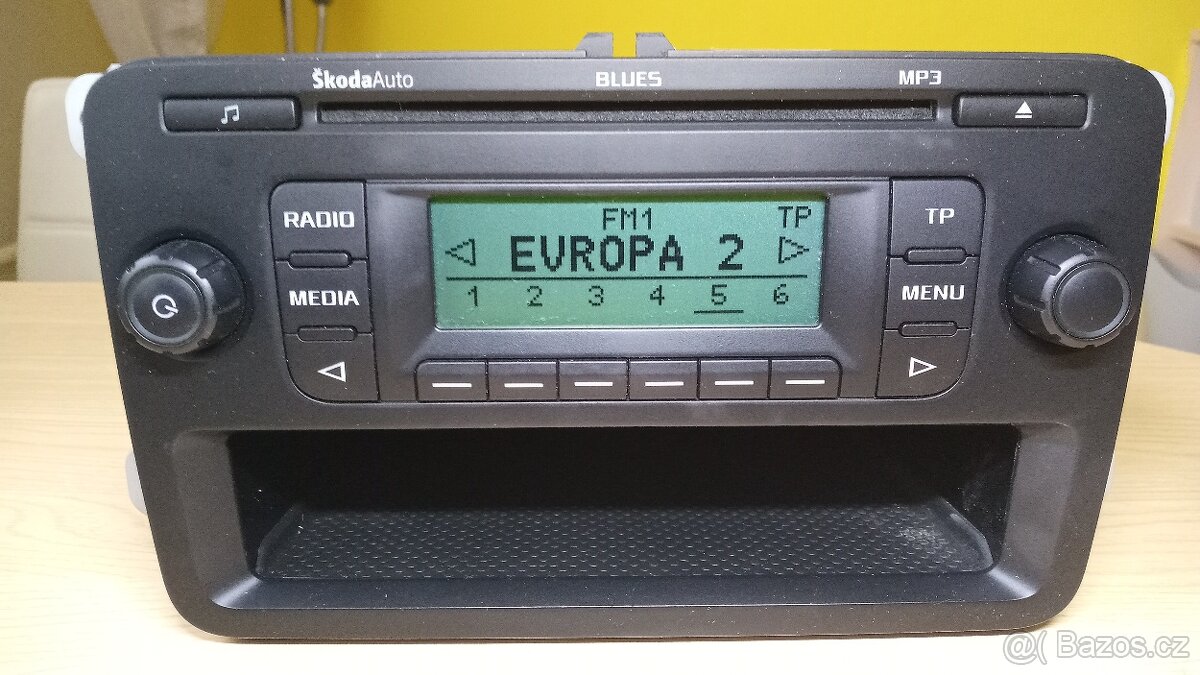 ŠkodaAuto BLUES MP3
RADIO
MEDIA
FM1 TP
EVROPA 2
1 2 3 4 5 6
TP
MENU
@( Bazos.cz